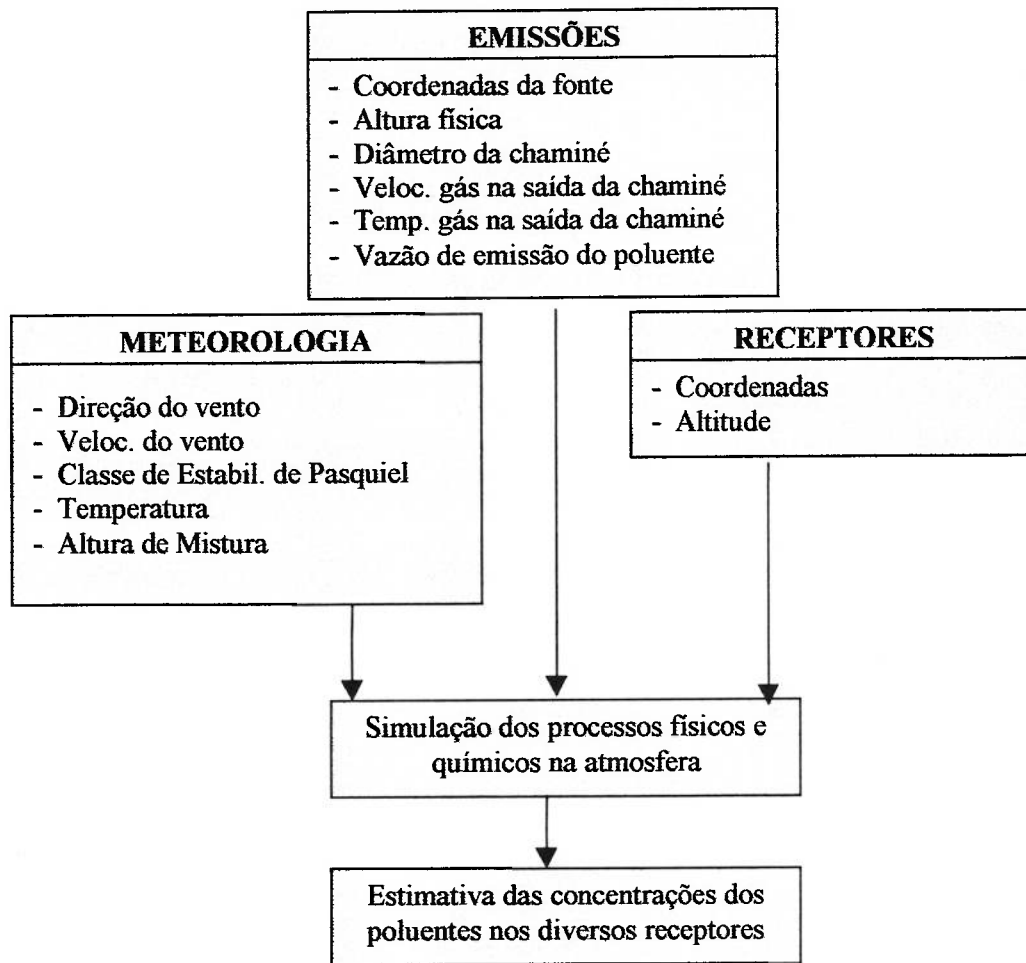 EMISSÕES
- Coordenadas da fonte
- Altura física
- Diâmetro da chaminé
- Veloc. gás na saída da chaminé
- Temp. gás na saída da chaminé
- Vazão de emissão do poluente
METEOROLOGIA
- Direção do vento
- Veloc. do vento
- Classe de Estabil. de Pasquiel
- Temperatura
- Altura de Mistura
RECEPTORES
- Coordenadas
- Altitude
Simulação dos processos físicos e
químicos na atmosfera
Estimativa das concentrações dos
poluentes nos diversos receptores